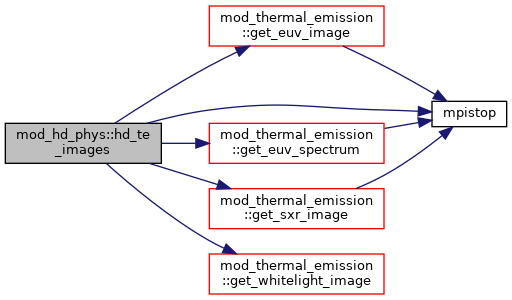 mod_hd_phys::hd_te
_images
mod_thermal_emission
::get_euv_image
mpistop
mod_thermal_emission
::get_euv_spectrum
mod_thermal_emission
::get_sxr_image
mod_thermal_emission
::get_whitelight_image